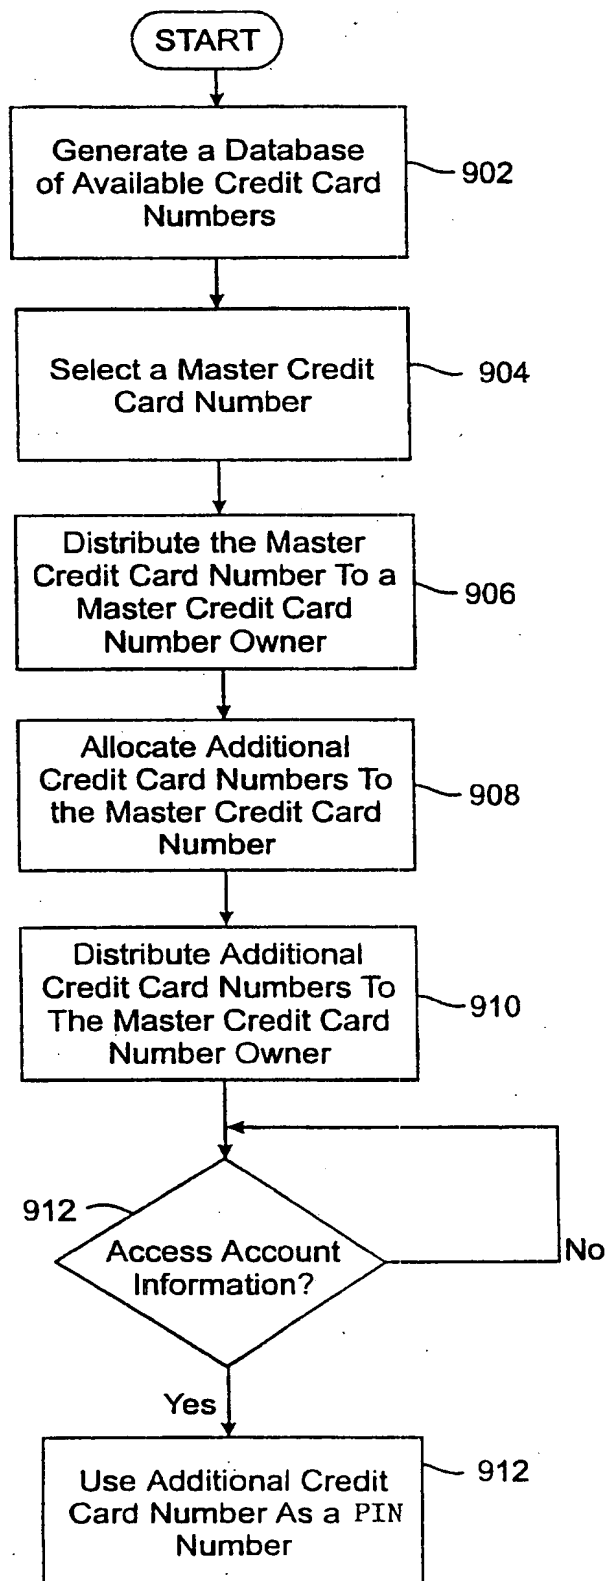 START
Generate a Database
of Available Credit Card
Numbers
902
Select a Master Credit
Card Number
904
Distribute the Master
Credit Card Number To a
Master Credit Card
Number Owner
906
Allocate Additional
Credit Card Numbers To
the Master Credit Card
Number
908
Distribute Additional
Credit Card Numbers To
The Master Credit Card
Number Owner
910
912
Access Account
Information?
No
Yes
Use Additional Credit
Card Number As a PIN
Number
912